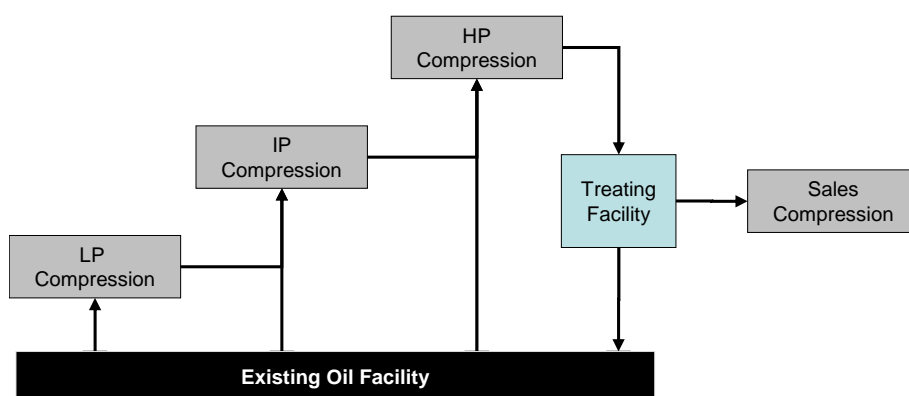 HP
Compression
IP
Compression
Treating
Facility
Sales
Compression
LP
Compression
Existing Oil Facility